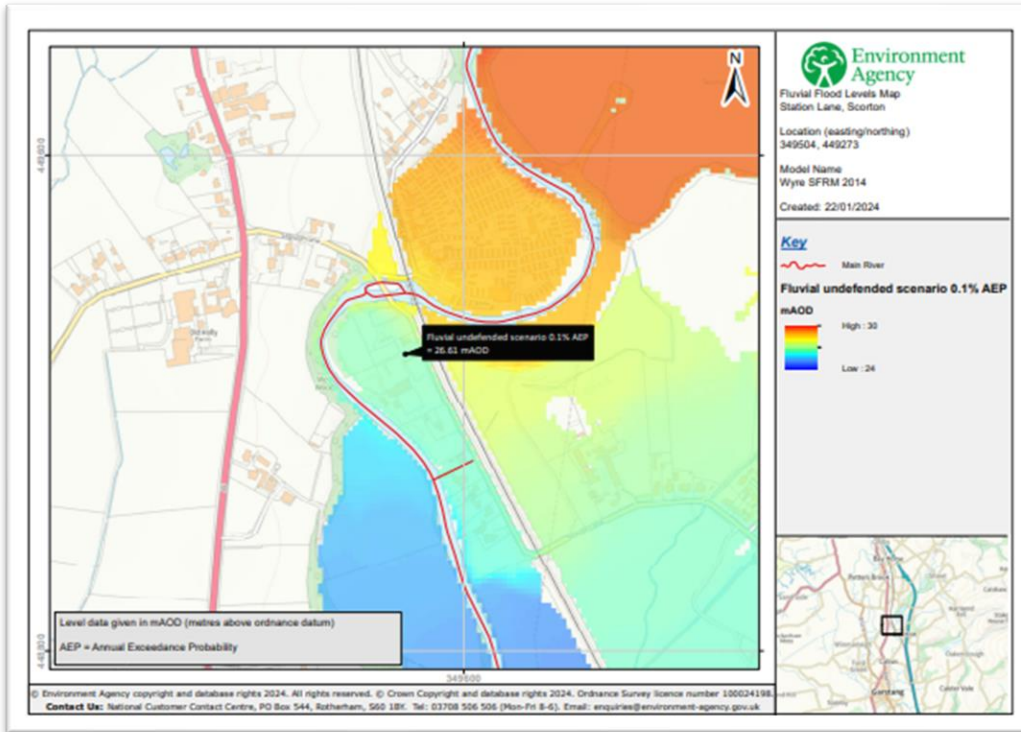 N
Environment
Agency
Fluvial Flood Levels Map
Station Lane, Scorton
Location (easting/northing)
349504, 449273
Model Name
Wyre SFRM 2014
Created: 22/01/2024
Key
Main River
Fluvial undefended scenario 0.1% AEP
mAOD
High : 30
Low : 24
Fluvial undefended scenario 0.1% AEP
= 26.61 mAOD
Level data given in mAOD (metres above ordnance datum)
AEP = Annual Exceedance Probability
349600
© Environment Agency copyright and database rights 2024. All rights reserved. © Crown Copyright and database rights 2024. Ordnance Survey licence number 100024198.
Contact Us: National Customer Contact Centre, PO Box 544, Rotherham, S60 1BY. Tel: 03708 506 506 (Mon-Fri 8-6). Email: enquiries@environment-agency.gov.uk
Garstang